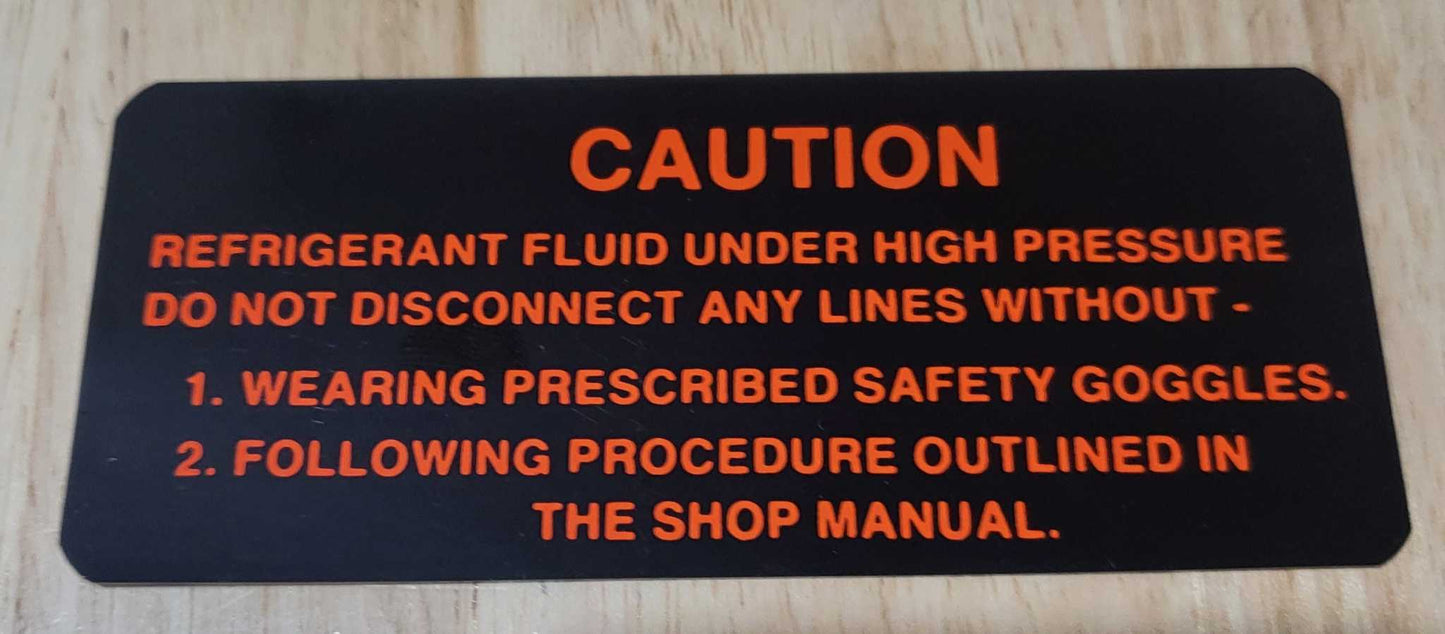 CAUTION
REFRIGERANT FLUID UNDER HIGH PRESSURE
DO NOT DISCONNECT ANY LINES WITHOUT -
1. WEARING PRESCRIBED SAFETY GOGGLES.
2. FOLLOWING PROCEDURE OUTLINED IN
THE SHOP MANUAL.